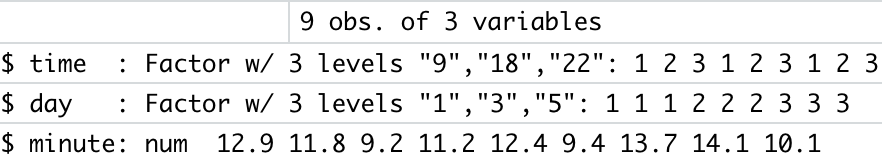 9 obs. of 3 variables
$ time  : Factor w/ 3 levels "9","18","22": 1 2 3 1 2 3 1 2 3
$ day   : Factor w/ 3 levels "1","3","5": 1 1 1 2 2 2 3 3 3
$ minute: num  12.9 11.8 9.2 11.2 12.4 9.4 13.7 14.1 10.1